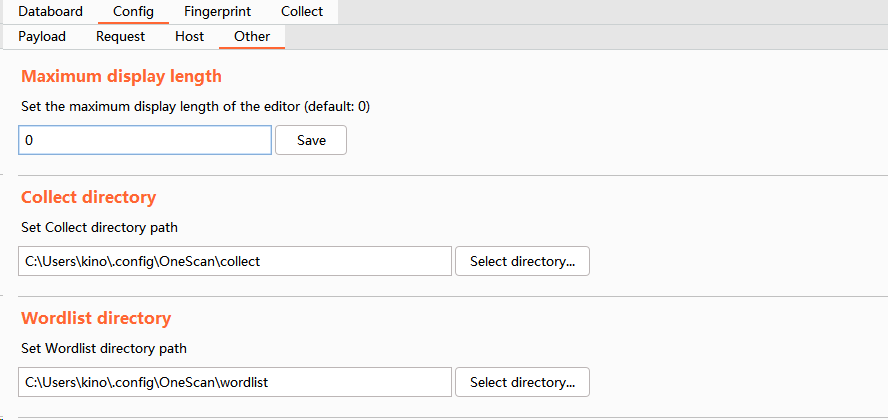 Databoard Config Fingerprint Collect
Payload Request Host Other
Maximum display length
Set the maximum display length of the editor (default: 0)
0 Save
Collect directory
Set Collect directory path
C:\Users\kino\.config\OneScan\collect Select directory...
Wordlist directory
Set Wordlist directory path
C:\Users\kino\.config\OneScan\wordlist Select directory...